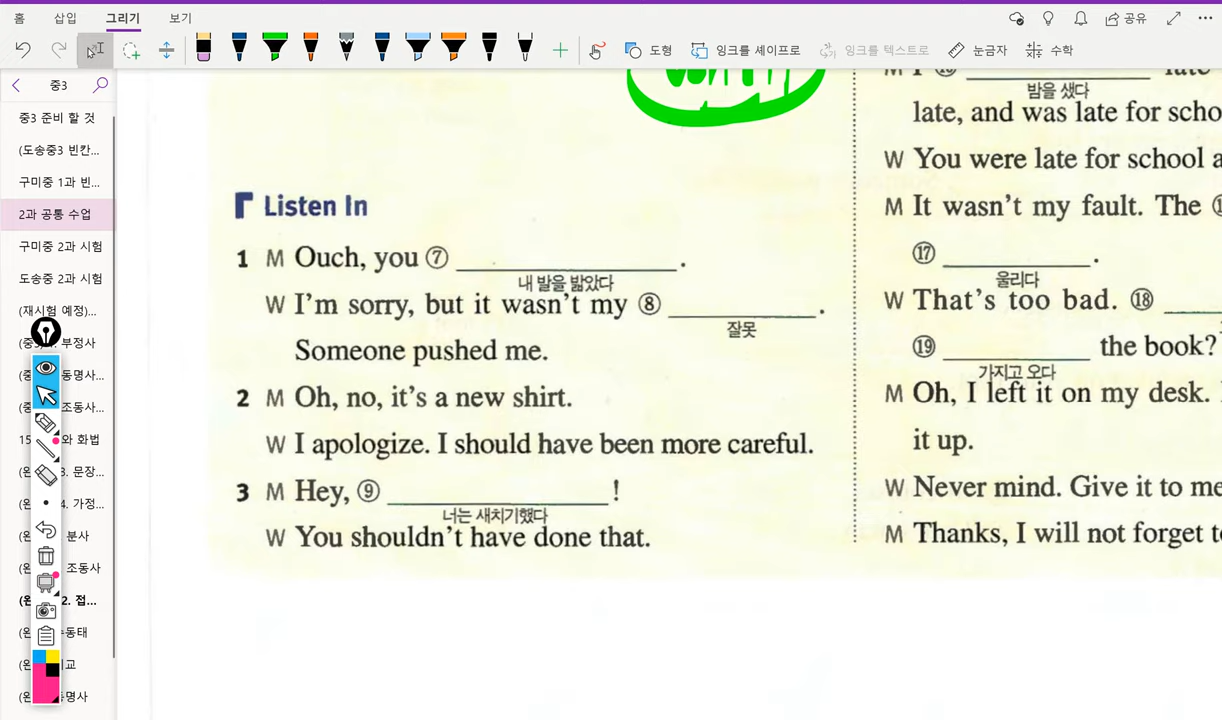 홈 삽입 그리기 보기
공유
도형 잉크를 셰이프로 잉크를 텍스트로 눈금자 수학
중3
중3 준비 할 것
(도송중3 빈칸...
구미중 1과 빈...
2과 공통 수업
구미중 2과 시험
도송중 2과 시험
(재시험 예정)...
부정사
동명사...
조동사...
15 와 화법
3. 문장...
4. 가정...
분사
조동사
2. 접...
동태
교
동명사
Listen In
1 M Ouch, you ⑦ ____________.
내 발을 밟았다
W I'm sorry, but it wasn't my ⑧ ____________.
잘못
Someone pushed me.
2 M Oh, no, it's a new shirt.
W I apologize. I should have been more careful.
3 M Hey, ⑨ ____________!
너는 새치기했다
W You shouldn't have done that.
밤을 샜다
late, and was late for scho
W You were late for school a
M It wasn't my fault. The
⑰ ____________.
울리다
W That's too bad. ⑱
⑲ ____________ the book?
가지고 오다
M Oh, I left it on my desk.
it up.
W Never mind. Give it to me
M Thanks, I will not forget t